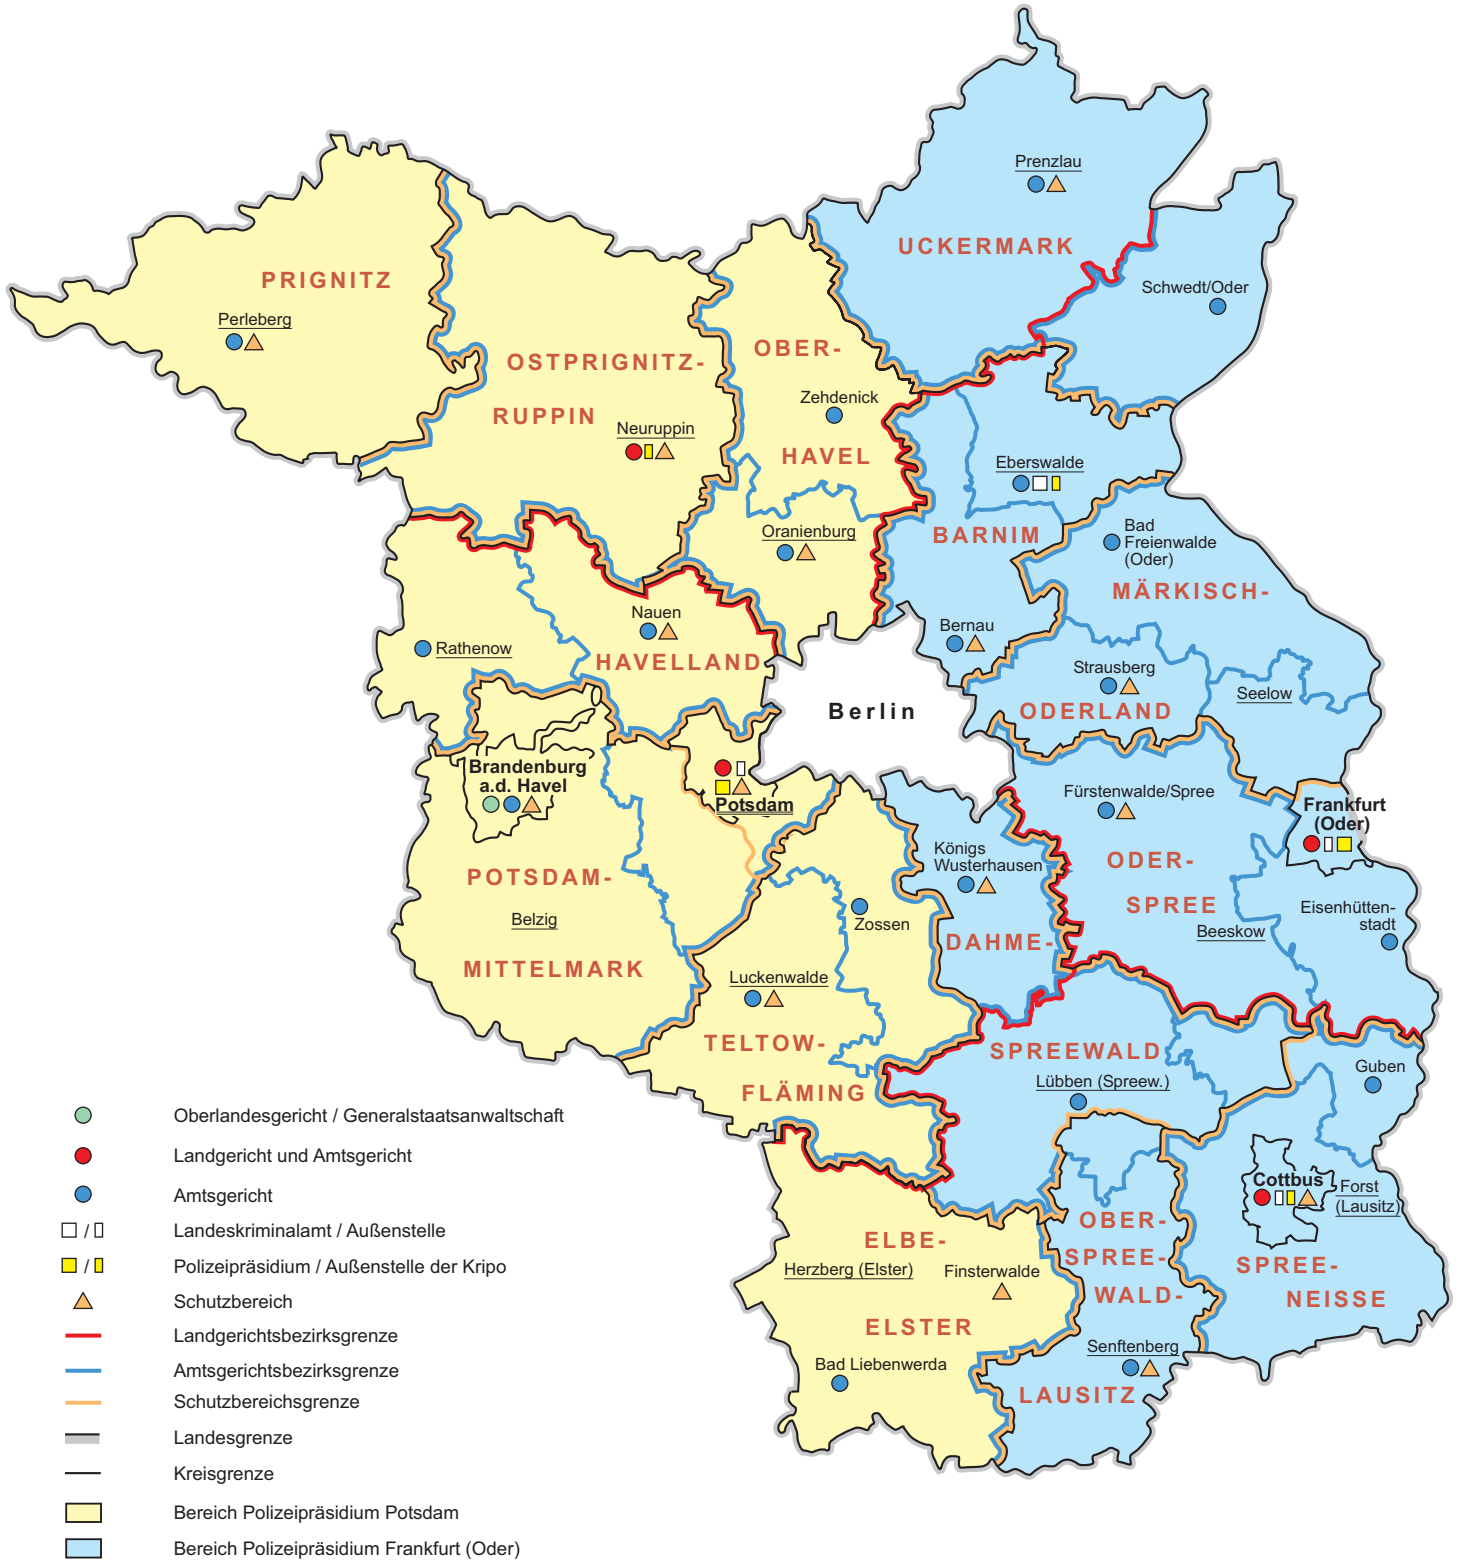 Prenzlau
UCKERMARK
Schwedt/Oder
PRIGNITZ
Perleberg
OSTPRIGNITZ-
RUPPIN
Neuruppin
OBER-
Zehdenick
HAVEL
Oranienburg
Eberswalde
BARNIM
Bernau
Bad
Freienwalde
(Oder)
MÄRKISCH-
Strausberg
Seelow
ODERLAND
Nauen
Rathenow
HAVELLAND
Berlin
Brandenburg
a.d. Havel
Potsdam
POTSDAM-
Belzig
MITTELMARK
Fürstenwalde/Spree
Frankfurt
(Oder)
ODER-
SPREE
Beeskow
Eisenhütten-
stadt
Königs
Wusterhausen
DAHME-
Zossen
Luckenwalde
TELTOW-
FLÄMING
SPREEWALD
Lübben (Spreew.)
Guben
Cottbus
Forst
(Lausitz)
SPREE-
NEISSE
OBER-
SPREE-
WALD-
Senftenberg
LAUSITZ
ELBE-
Herzberg (Elster)
Finsterwalde
ELSTER
Bad Liebenwerda
Oberlandesgericht / Generalstaatsanwaltschaft
Landgericht und Amtsgericht
Amtsgericht
/ Landeskriminalamt / Außenstelle
/ Polizeipräsidium / Außenstelle der Kripo
Schutzbereich
Landgerichtsbezirksgrenze
Amtsgerichtsbezirksgrenze
Schutzbereichsgrenze
Landesgrenze
Kreisgrenze
Bereich Polizeipräsidium Potsdam
Bereich Polizeipräsidium Frankfurt (Oder)